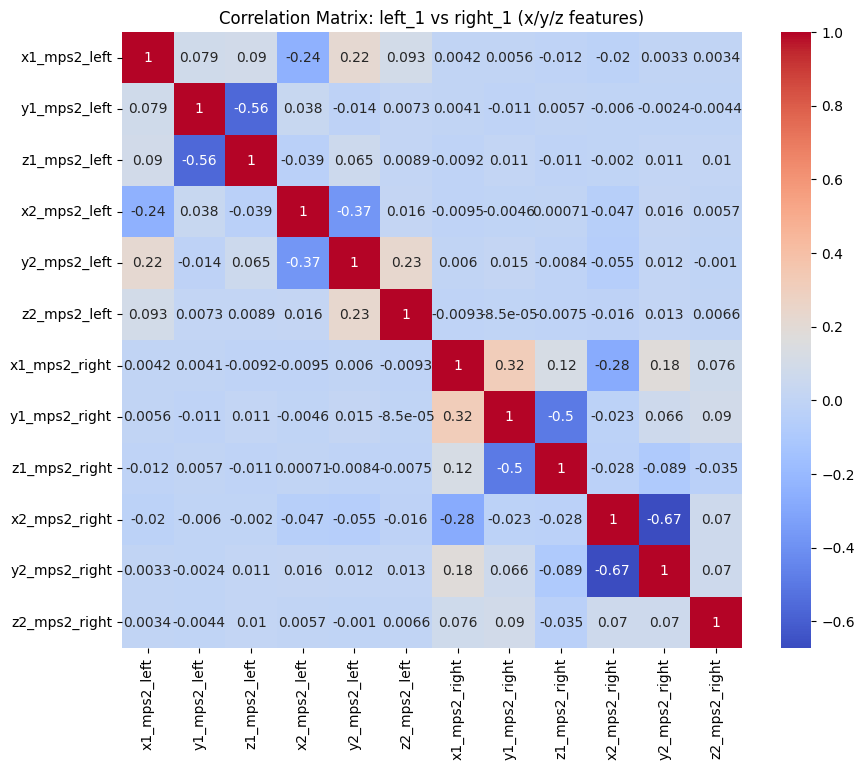 Correlation Matrix: left_1 vs right_1 (x/y/z features)
x1_mps2_left 1 0.079 0.09 -0.24 0.22 0.093 0.0042 0.0056 -0.012 -0.02 0.0033 0.0034
y1_mps2_left 0.079 1 -0.56 0.038 -0.014 0.0073 0.0041 -0.011 0.0057 -0.006 -0.0024 -0.0044
z1_mps2_left 0.09 -0.56 1 -0.039 0.065 0.0089 -0.0092 0.011 -0.011 -0.002 0.011 0.01
x2_mps2_left -0.24 0.038 -0.039 1 -0.37 0.016 -0.0095 -0.0046 0.00071 -0.047 0.016 0.0057
y2_mps2_left 0.22 -0.014 0.065 -0.37 1 0.23 0.006 0.015 -0.0084 -0.055 0.012 -0.001
z2_mps2_left 0.093 0.0073 0.0089 0.016 0.23 1 -0.0093 -8.5e-05 -0.0075 -0.016 0.013 0.0066
x1_mps2_right 0.0042 0.0041 -0.0092 -0.0095 0.006 -0.0093 1 0.32 0.12 -0.28 0.18 0.076
y1_mps2_right 0.0056 -0.011 0.011 -0.0046 0.015 -8.5e-05 0.32 1 -0.5 -0.023 0.066 0.09
z1_mps2_right -0.012 0.0057 -0.011 0.00071 -0.0084 -0.0075 0.12 -0.5 1 -0.028 -0.089 -0.035
x2_mps2_right -0.02 -0.006 -0.002 -0.047 -0.055 -0.016 -0.28 -0.023 -0.028 1 -0.67 0.07
y2_mps2_right 0.0033 -0.0024 0.011 0.016 0.012 0.013 0.18 0.066 -0.089 -0.67 1 0.07
z2_mps2_right 0.0034 -0.0044 0.01 0.0057 -0.001 0.0066 0.076 0.09 -0.035 0.07 0.07 1
x1_mps2_left
y1_mps2_left
z1_mps2_left
x2_mps2_left
y2_mps2_left
z2_mps2_left
x1_mps2_right
y1_mps2_right
z1_mps2_right
x2_mps2_right
y2_mps2_right
z2_mps2_right
1.0
0.8
0.6
0.4
0.2
0.0
−0.2
−0.4
−0.6